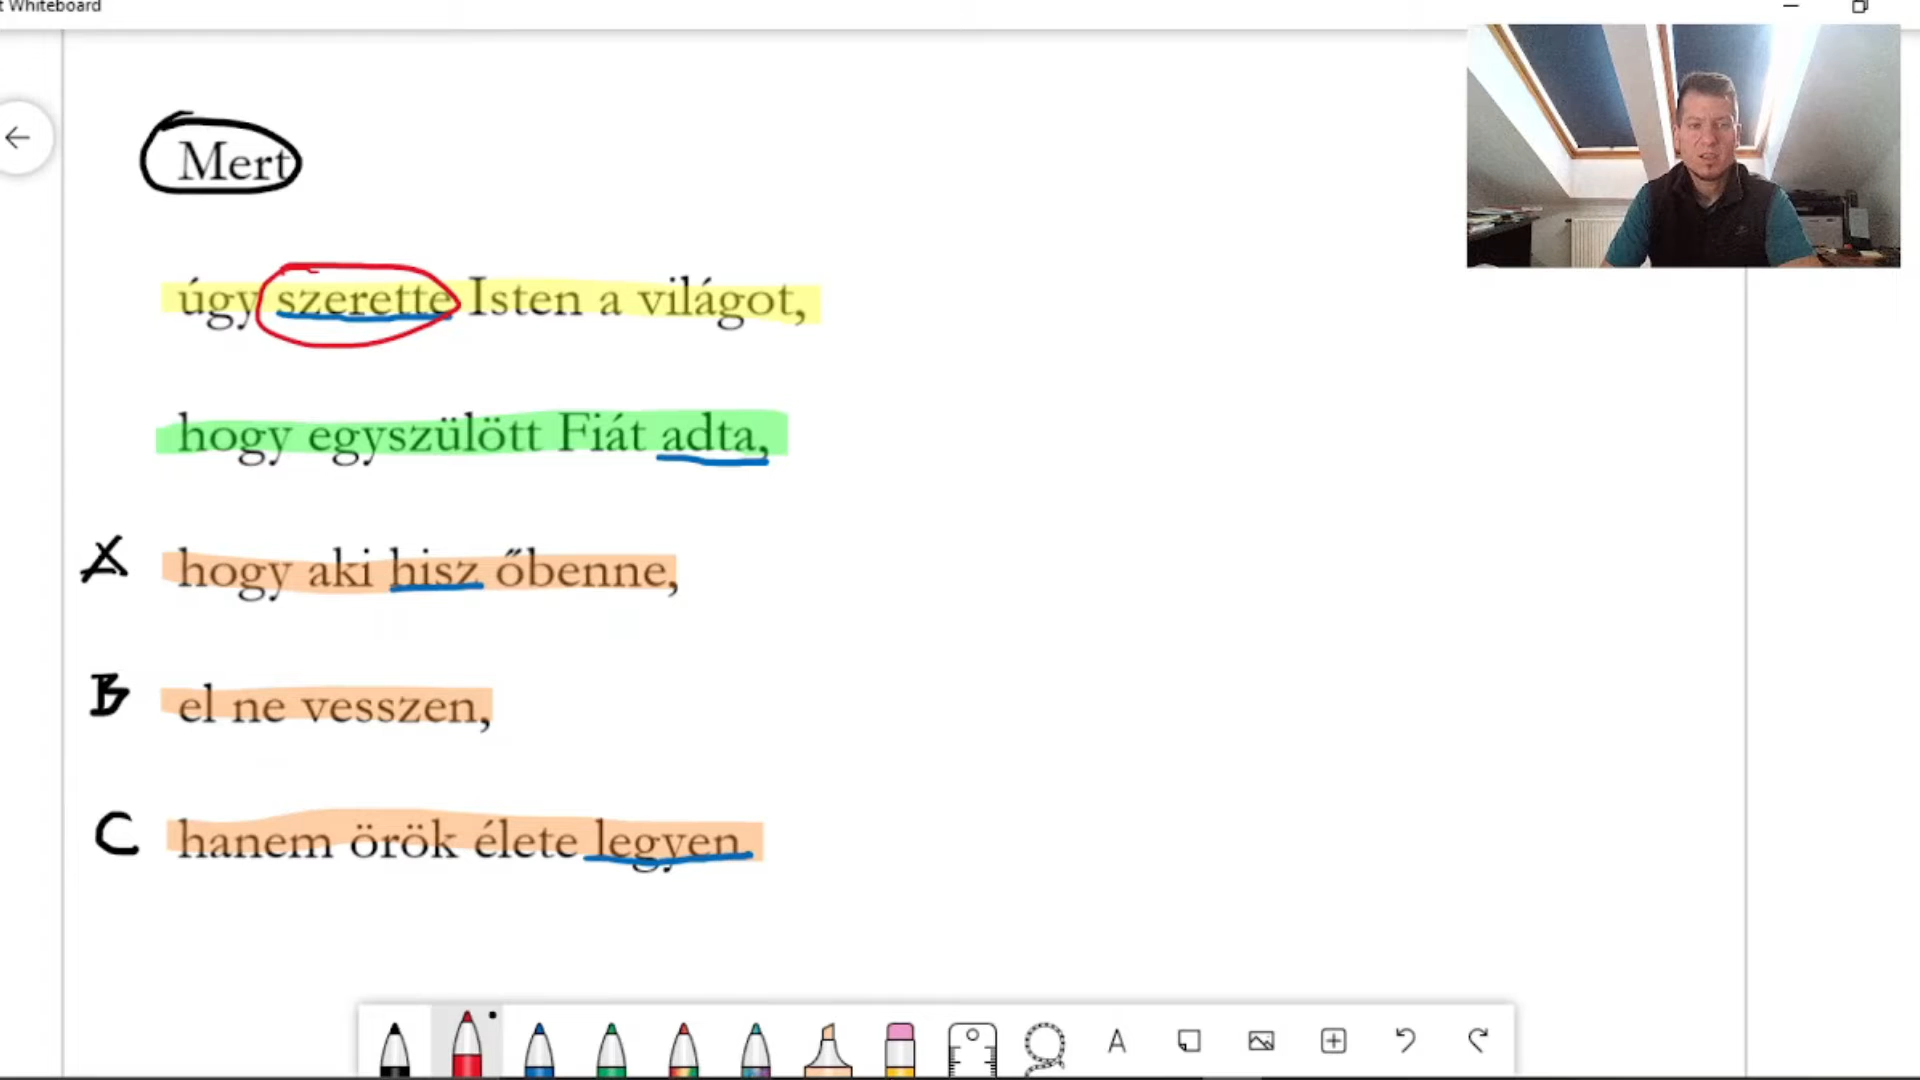 t Whiteboard
Mert
úgy szerette Isten a világot,
hogy egyszülött Fiát adta,
A hogy aki hisz őbenne,
B el ne vesszen,
C hanem örök élete legyen.
A